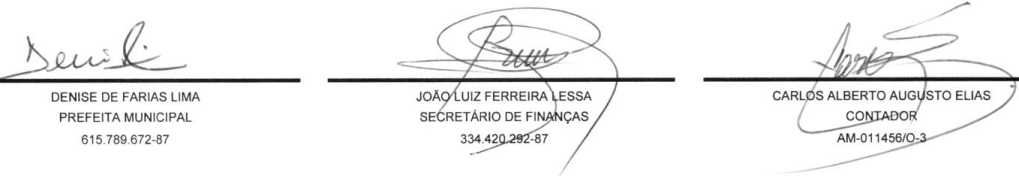 Denise
DENISE DE FARIAS LIMA
PREFEITA MUNICIPAL
615.789.672-87
JOÃO LUIZ FERREIRA LESSA
SECRETÁRIO DE FINANÇAS
334.420.292-87
CARLOS ALBERTO AUGUSTO ELIAS
CONTADOR
AM-011456/O-3